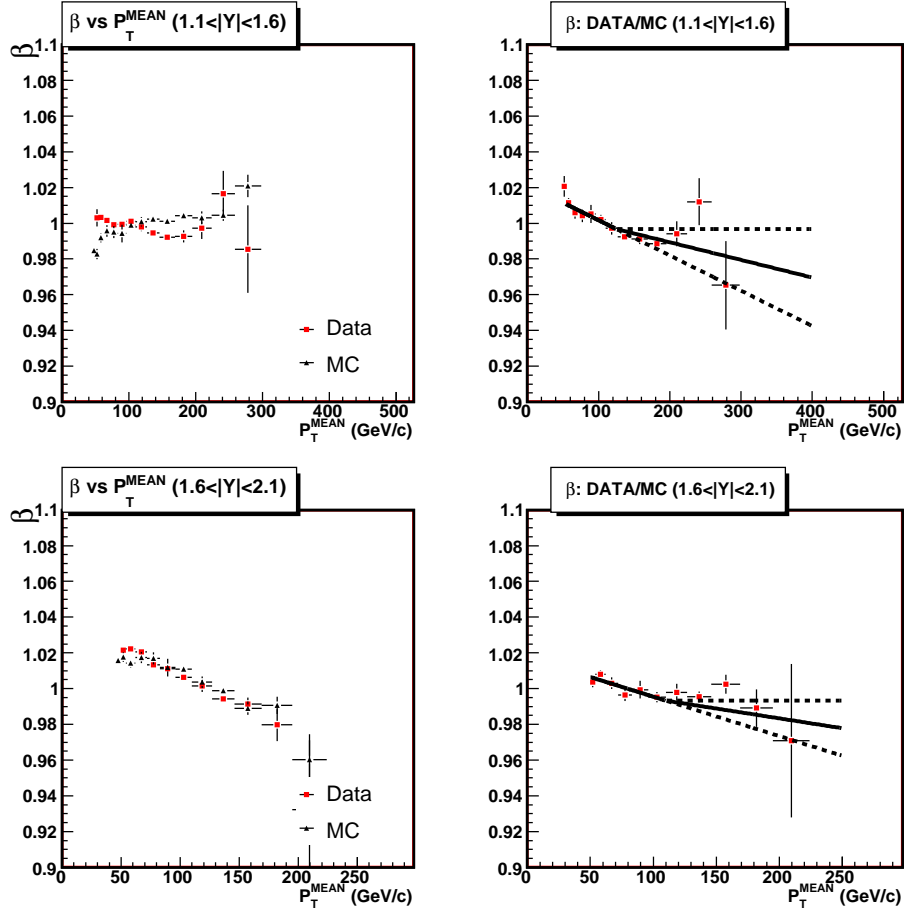 β vs P_T^MEAN (1.1<|Y|<1.6)
β
1.1
1.08
1.06
1.04
1.02
1
0.98
0.96
0.94
0.92
0.9
Data
MC
0 100 200 300 400 500
P_T^MEAN (GeV/c)
β: DATA/MC (1.1<|Y|<1.6)
1.1
1.08
1.06
1.04
1.02
1
0.98
0.96
0.94
0.92
0.9
0 100 200 300 400 500
P_T^MEAN (GeV/c)
β vs P_T^MEAN (1.6<|Y|<2.1)
β
1.1
1.08
1.06
1.04
1.02
1
0.98
0.96
0.94
0.92
0.9
Data
MC
0 50 100 150 200 250
P_T^MEAN (GeV/c)
β: DATA/MC (1.6<|Y|<2.1)
1.1
1.08
1.06
1.04
1.02
1
0.98
0.96
0.94
0.92
0.9
0 50 100 150 200 250
P_T^MEAN (GeV/c)